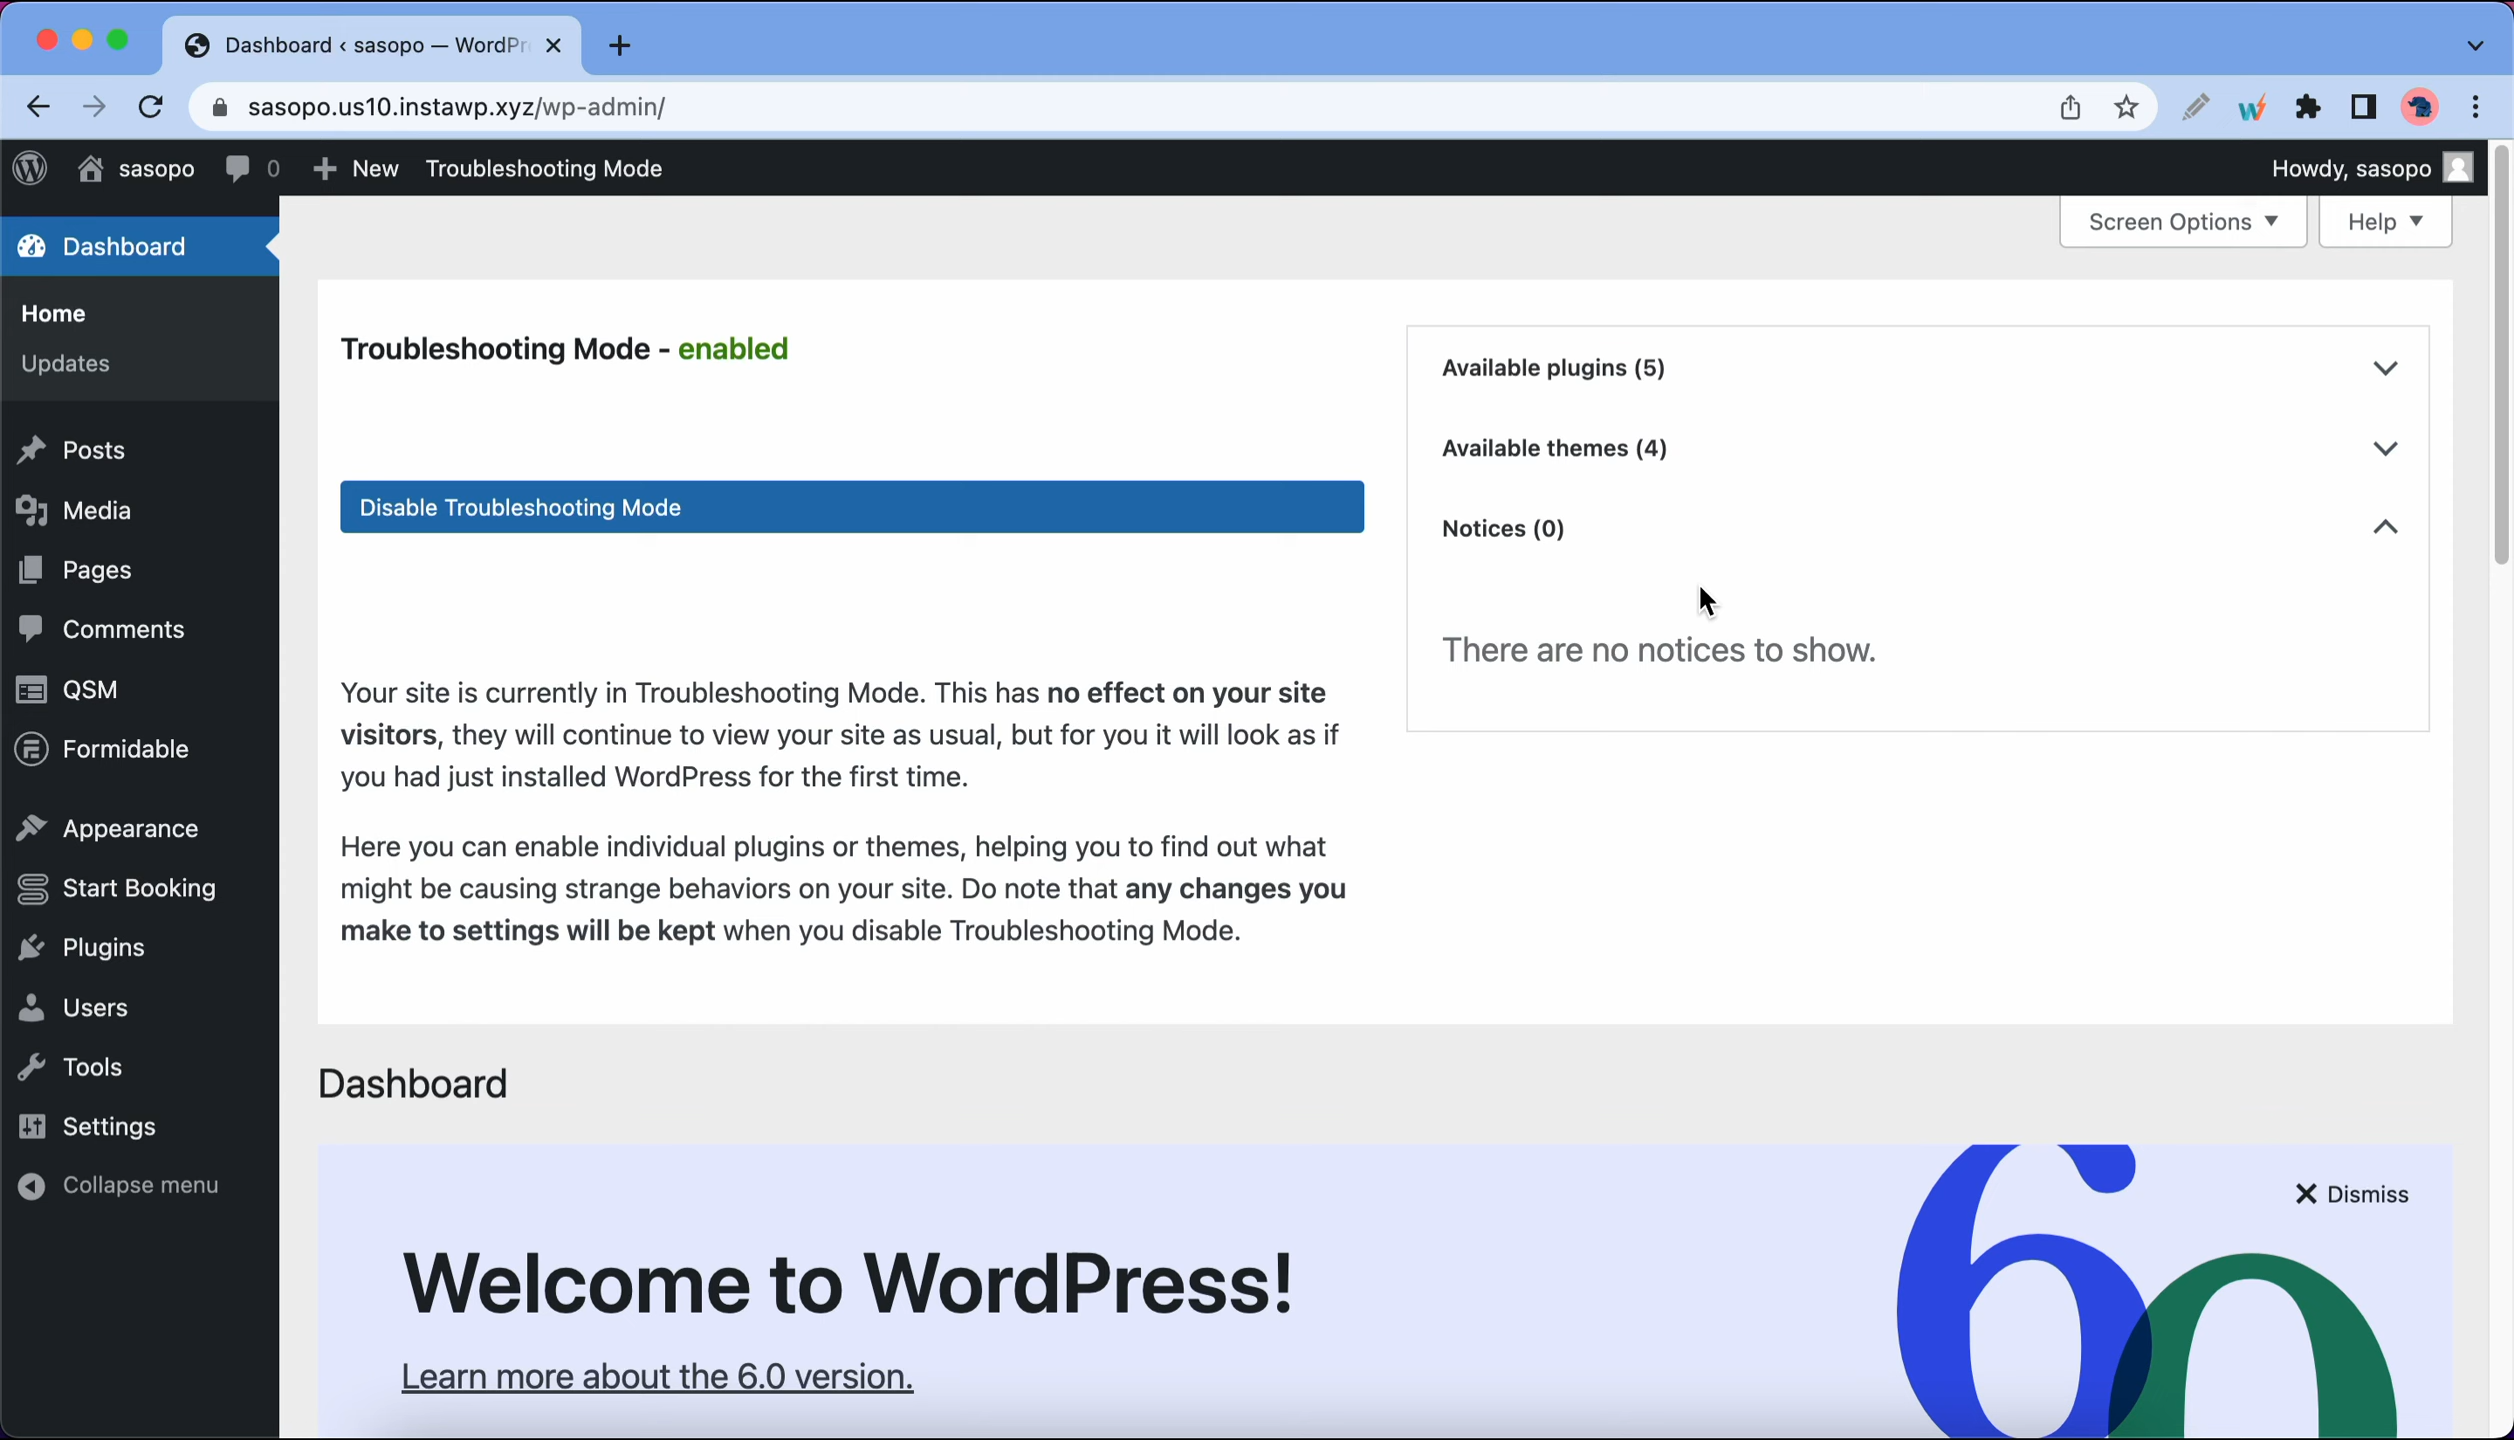 Dashboard ‹ sasopo — WordPr
sasopo.us10.instawp.xyz/wp-admin/
sasopo 0 New Troubleshooting Mode Howdy, sasopo
Screen Options Help
Dashboard
Home
Updates
Posts
Media
Pages
Comments
QSM
Formidable
Appearance
Start Booking
Plugins
Users
Tools
Settings
Collapse menu
Troubleshooting Mode - enabled
Disable Troubleshooting Mode
Your site is currently in Troubleshooting Mode. This has no effect on your site
visitors, they will continue to view your site as usual, but for you it will look as if
you had just installed WordPress for the first time.
Here you can enable individual plugins or themes, helping you to find out what
might be causing strange behaviors on your site. Do note that any changes you
make to settings will be kept when you disable Troubleshooting Mode.
Available plugins (5)
Available themes (4)
Notices (0)
There are no notices to show.
Dashboard
Dismiss
Welcome to WordPress!
Learn more about the 6.0 version.
60